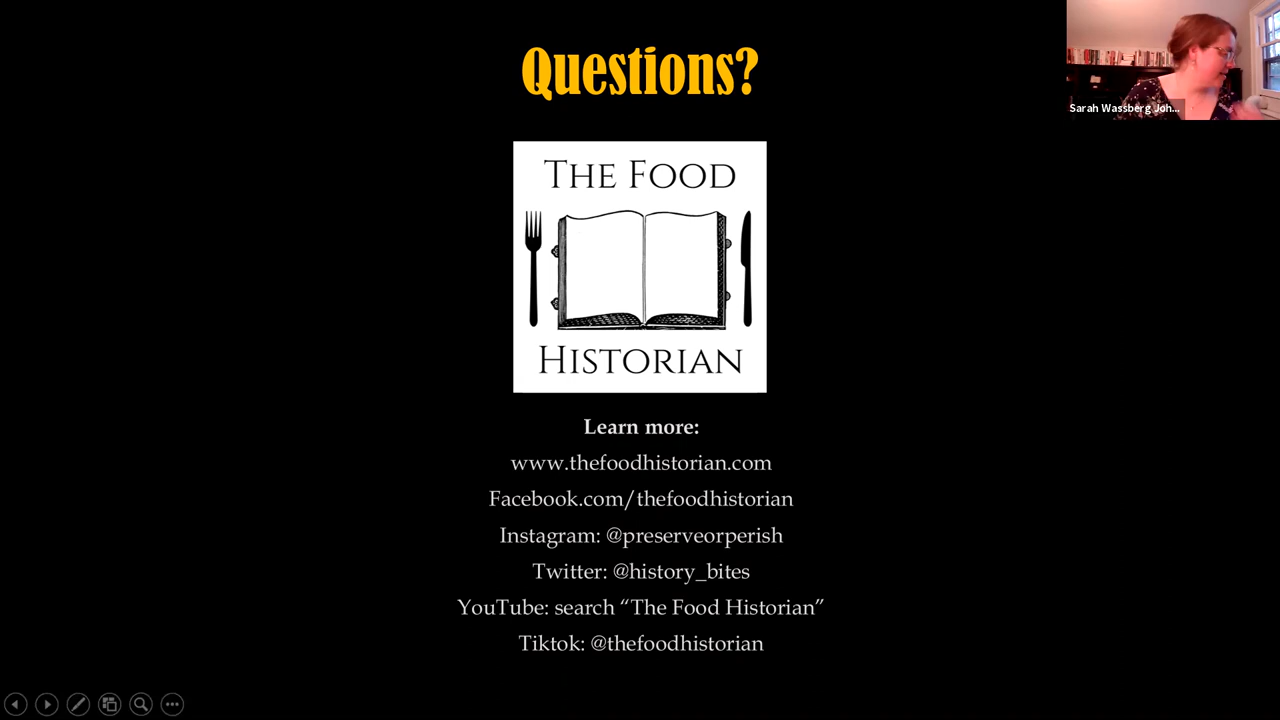 Questions?
Sarah Wassberg Joh...
THE FOOD
HISTORIAN
Learn more:
www.thefoodhistorian.com
Facebook.com/thefoodhistorian
Instagram: @preserveorperish
Twitter: @history_bites
YouTube: search “The Food Historian”
Tiktok: @thefoodhistorian